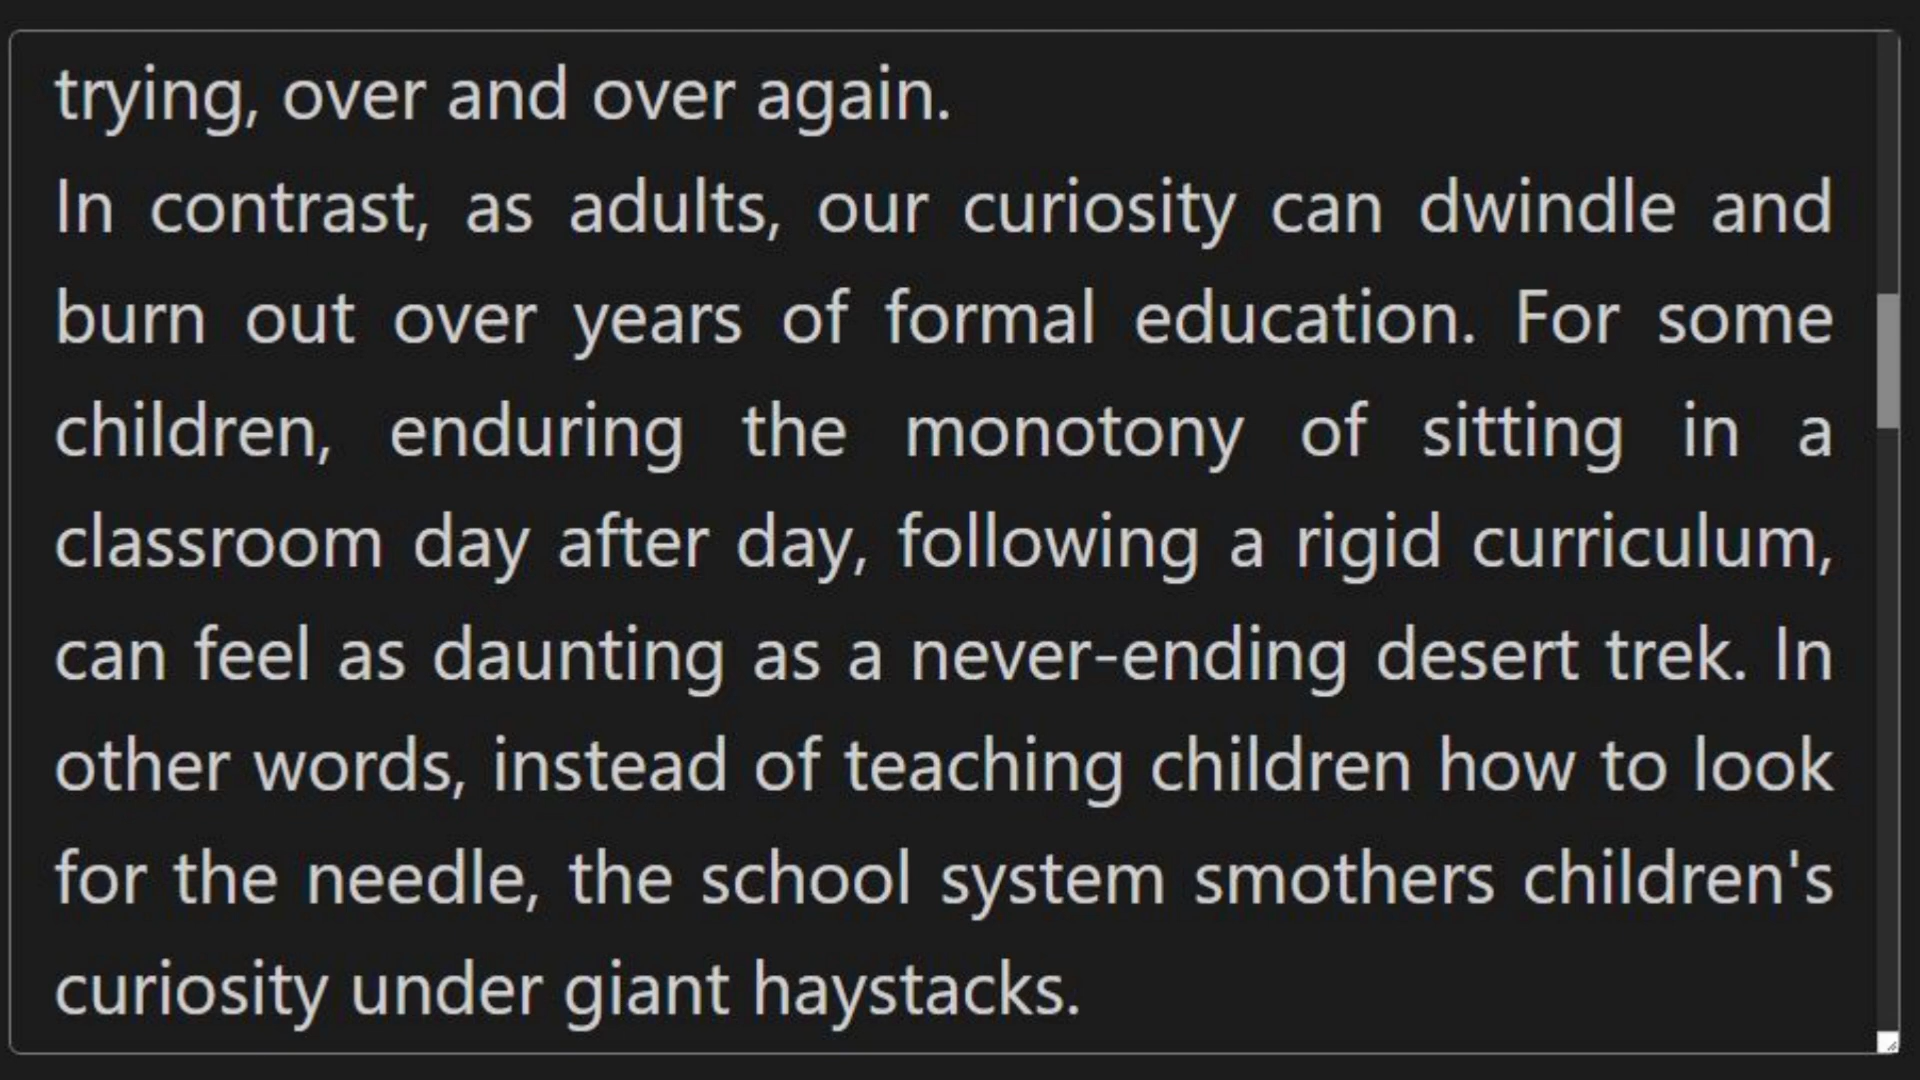 trying, over and over again.
In contrast, as adults, our curiosity can dwindle and
burn out over years of formal education. For some
children, enduring the monotony of sitting in a
classroom day after day, following a rigid curriculum,
can feel as daunting as a never-ending desert trek. In
other words, instead of teaching children how to look
for the needle, the school system smothers children's
curiosity under giant haystacks.